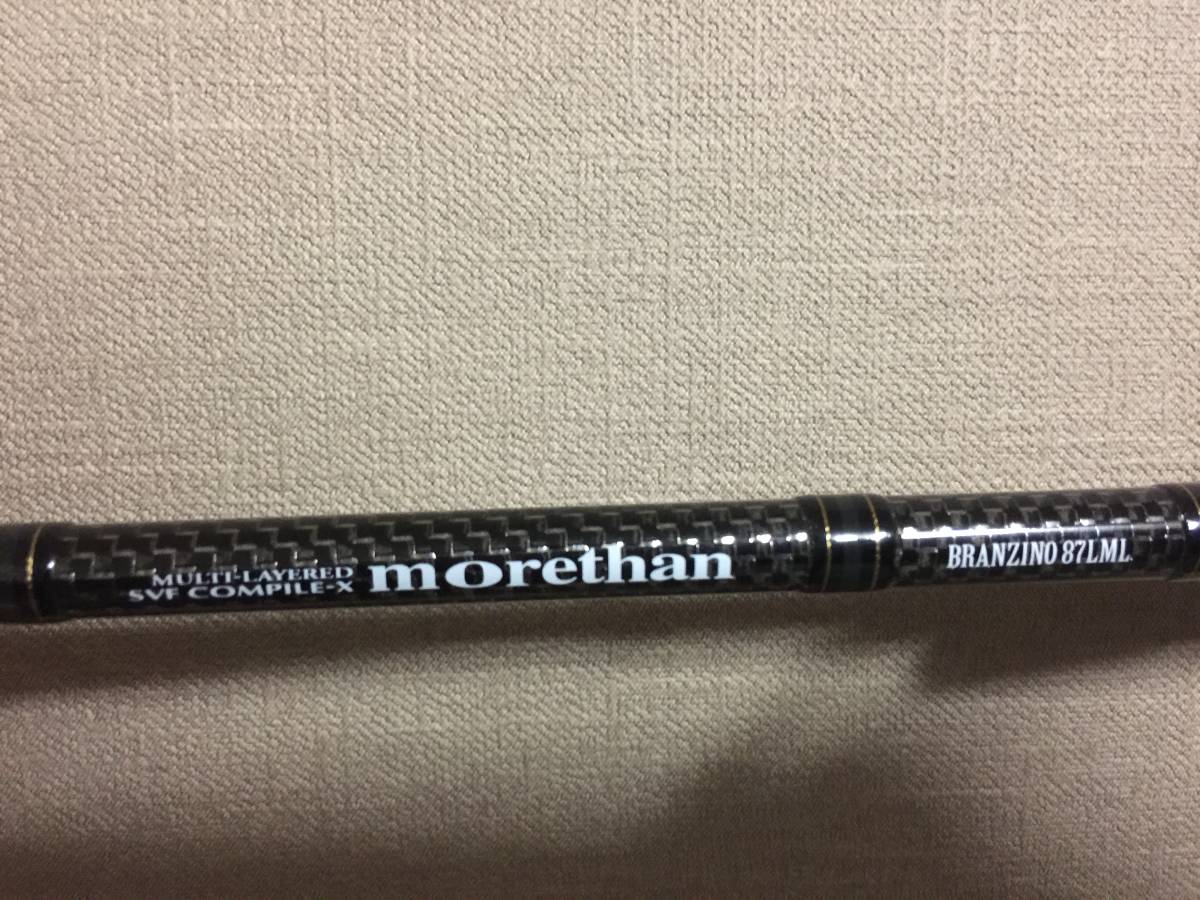 MULTI-LAYERED
SVF COMPILE-X
morethan
BRANZINO 87LML